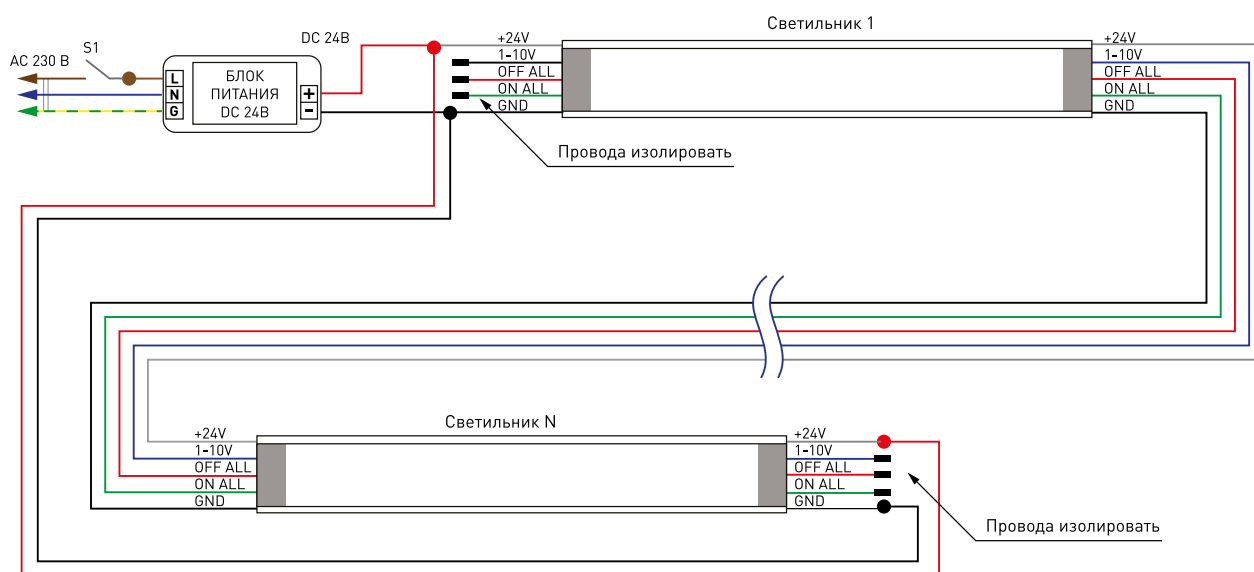 AC 230 В
S1
L
N
G
БЛОК
ПИТАНИЯ
DC 24В
+
-
DC 24В
Светильник 1
+24V
1-10V
OFF ALL
ON ALL
GND
+24V
1-10V
OFF ALL
ON ALL
GND
Провода изолировать
Светильник N
+24V
1-10V
OFF ALL
ON ALL
GND
+24V
1-10V
OFF ALL
ON ALL
GND
Провода изолировать